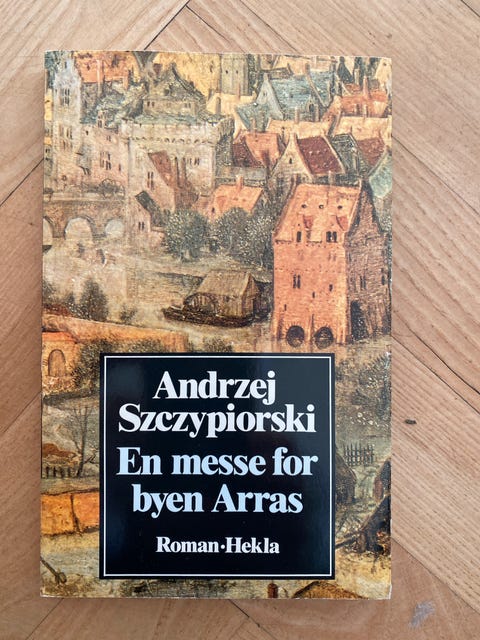 Andrzej
Szczypiorski
En messe for
byen Arras
Roman·Hekla